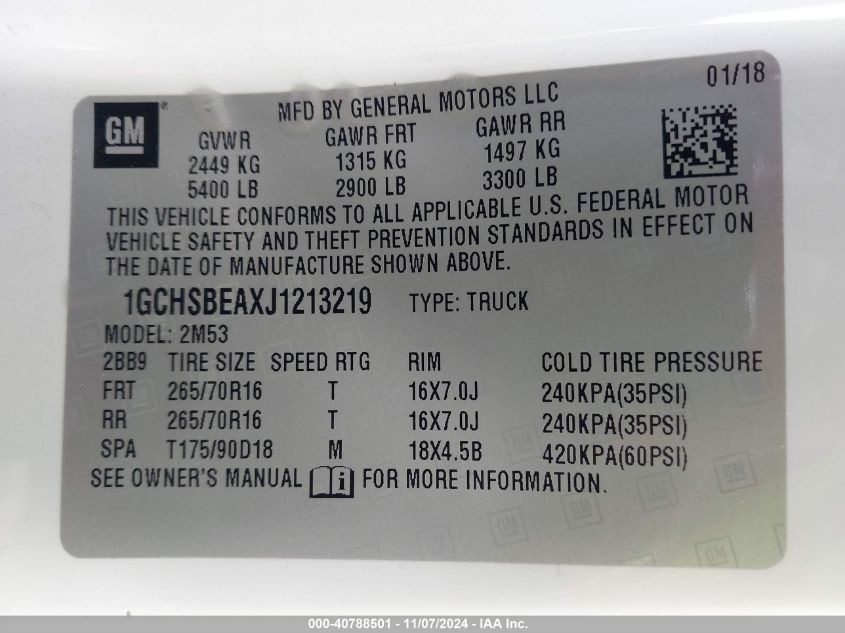 01/18
GM®
MFD BY GENERAL MOTORS LLC
GVWR GAWR FRT GAWR RR
2449 KG 1315 KG 1497 KG
5400 LB 2900 LB 3300 LB
THIS VEHICLE CONFORMS TO ALL APPLICABLE U.S. FEDERAL MOTOR
VEHICLE SAFETY AND THEFT PREVENTION STANDARDS IN EFFECT ON
THE DATE OF MANUFACTURE SHOWN ABOVE.
1GCHSBEAXJ1213219 TYPE: TRUCK
MODEL: 2M53
2BB9 TIRE SIZE SPEED RTG RIM COLD TIRE PRESSURE
FRT 265/70R16 T 16X7.0J 240KPA(35PSI)
RR 265/70R16 T 16X7.0J 240KPA(35PSI)
SPA T175/90D18 M 18X4.5B 420KPA(60PSI)
SEE OWNER'S MANUAL i FOR MORE INFORMATION.
000-40788501 - 11/07/2024 - IAA Inc.